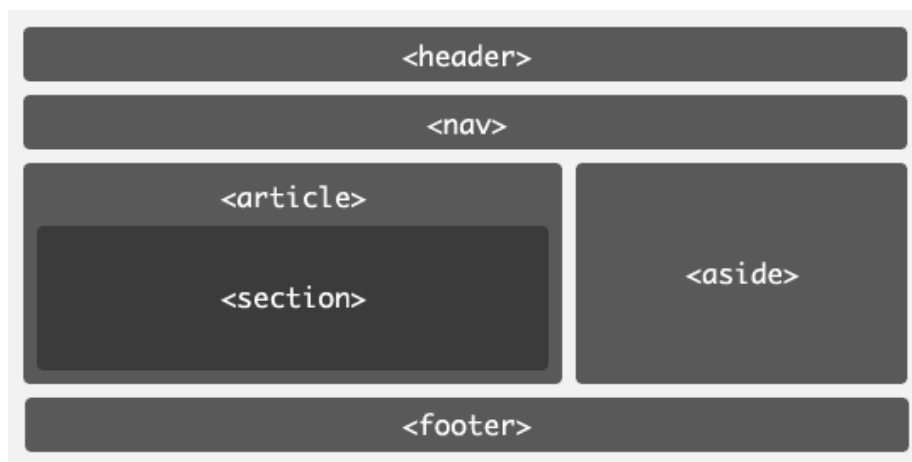 <header>
<nav>
<article>
<section>
<aside>
<footer>